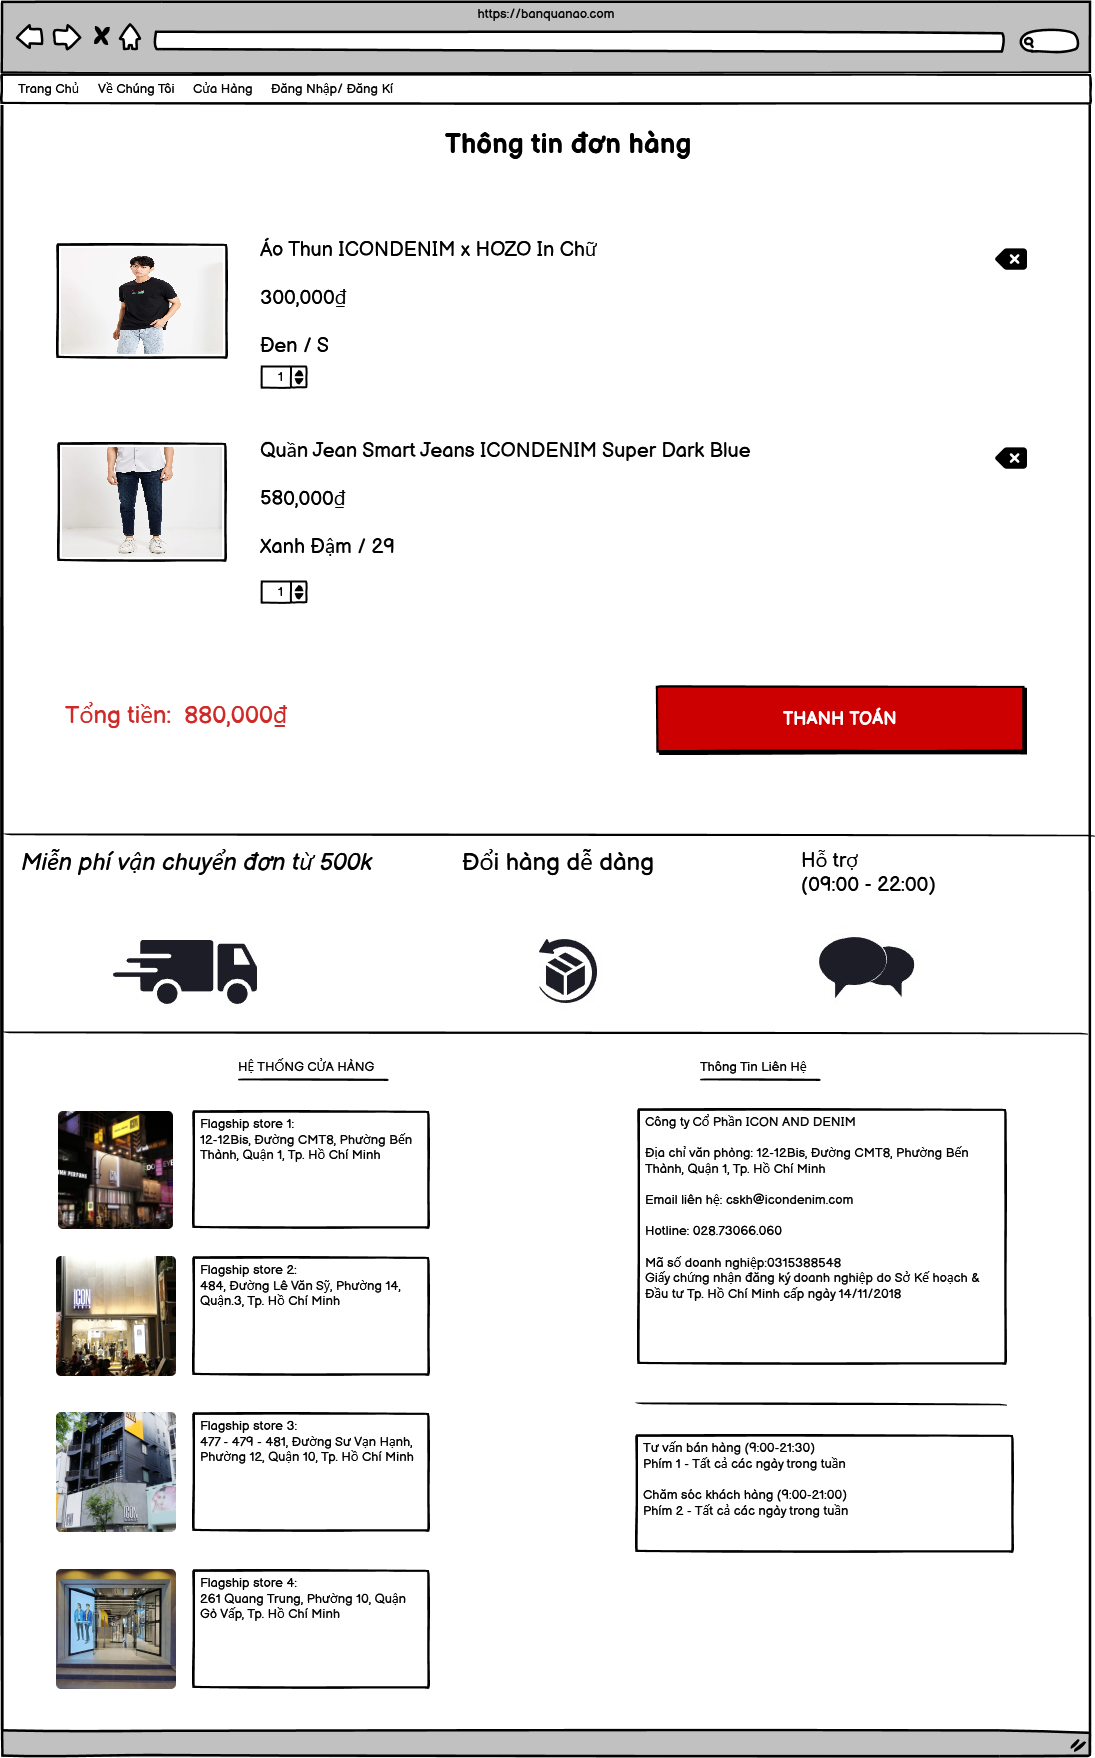 https://banquanao.com
Trang Chủ Về Chúng Tôi Cửa Hàng Đăng Nhập/ Đăng Kí
Thông tin đơn hàng
Áo Thun ICONDENIM x HOZO In Chữ
300,000₫
Đen / S
1
Quần Jean Smart Jeans ICONDENIM Super Dark Blue
580,000₫
Xanh Đậm / 29
1
Tổng tiền: 880,000₫
THANH TOÁN
Miễn phí vận chuyển đơn từ 500k
Đổi hàng dễ dàng
Hỗ trợ
(09:00 - 22:00)
HỆ THỐNG CỬA HÀNG
Flagship store 1:
12-12Bis, Đường CMT8, Phường Bến
Thành, Quận 1, Tp. Hồ Chí Minh
ICON
Flagship store 2:
484, Đường Lê Văn Sỹ, Phường 14,
Quận.3, Tp. Hồ Chí Minh
Flagship store 3:
477 - 479 - 481, Đường Sư Vạn Hạnh,
Phường 12, Quận 10, Tp. Hồ Chí Minh
ICON
Flagship store 4:
261 Quang Trung, Phường 10, Quận
Gò Vấp, Tp. Hồ Chí Minh
Thông Tin Liên Hệ
Công ty Cổ Phần ICON AND DENIM
Địa chỉ văn phòng: 12-12Bis, Đường CMT8, Phường Bến
Thành, Quận 1, Tp. Hồ Chí Minh
Email liên hệ: cskh@icondenim.com
Hotline: 028.73066.060
Mã số doanh nghiệp:0315388548
Giấy chứng nhận đăng ký doanh nghiệp do Sở Kế hoạch &
Đầu tư Tp. Hồ Chí Minh cấp ngày 14/11/2018
Tư vấn bán hàng (9:00-21:30)
Phím 1 - Tất cả các ngày trong tuần
Chăm sóc khách hàng (9:00-21:00)
Phím 2 - Tất cả các ngày trong tuần